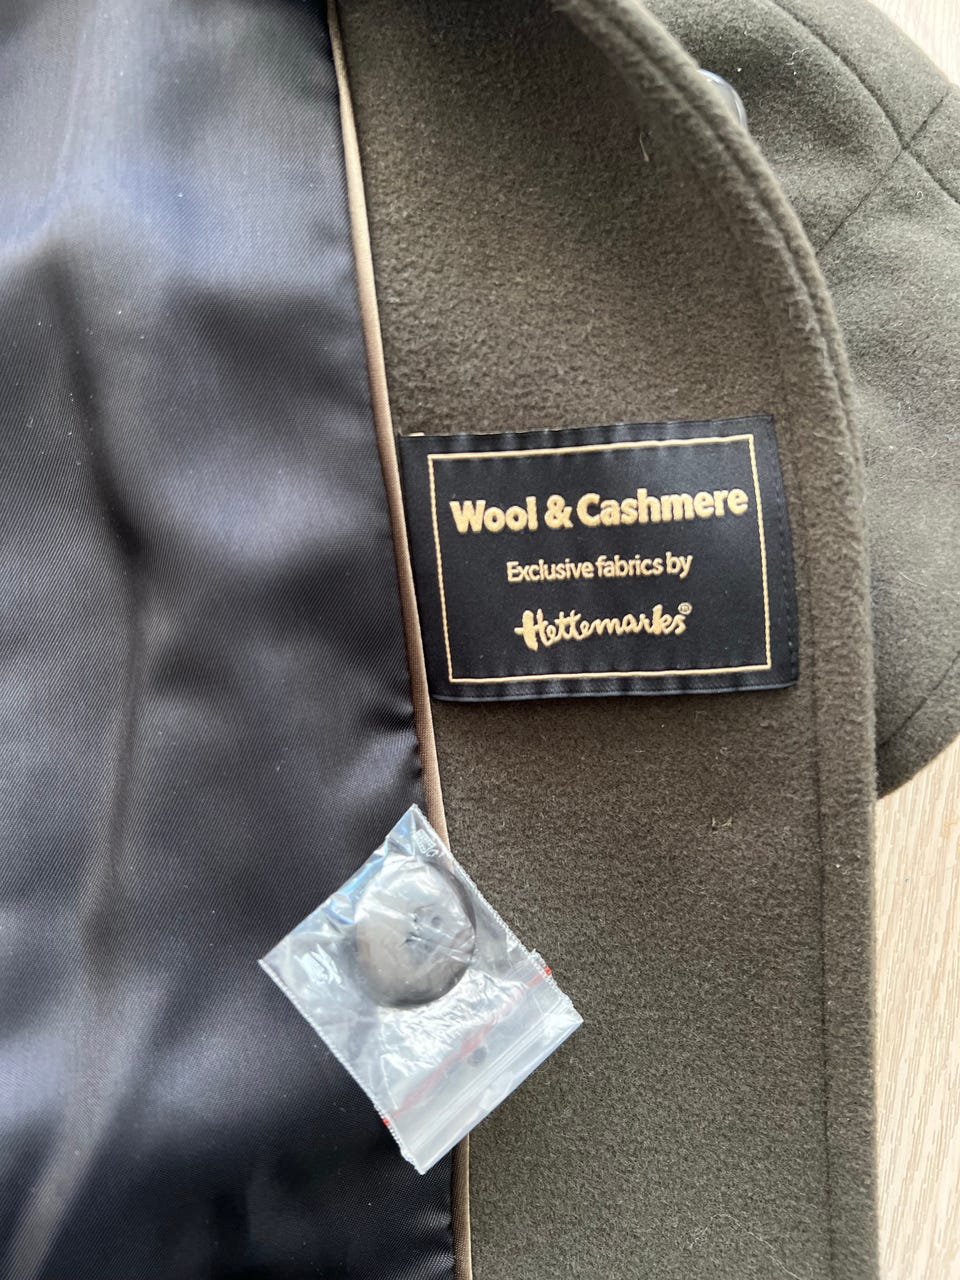 Wool & Cashmere
Exclusive fabrics by
Hettemarks®